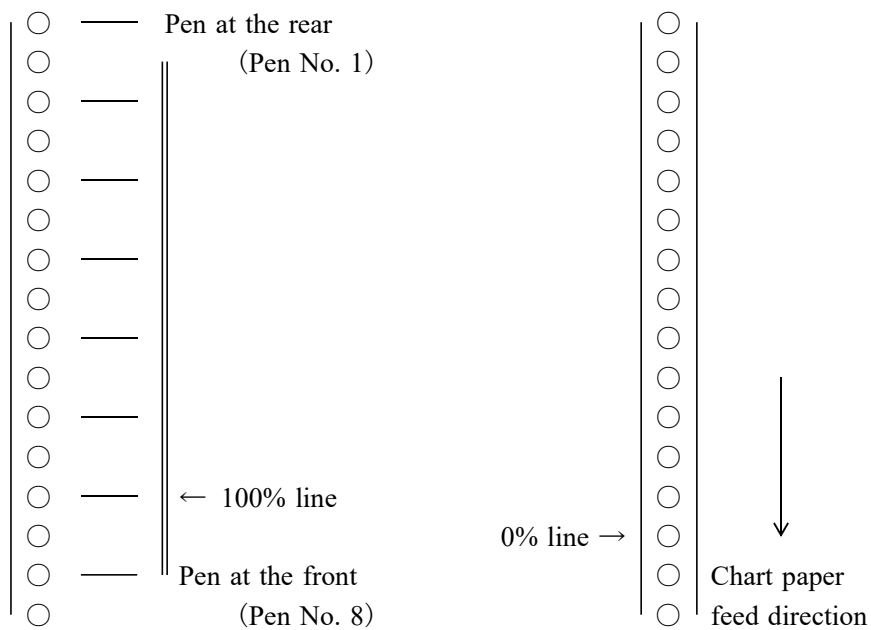 Pen at the rear
(Pen No. 1)
← 100% line
0% line →
Pen at the front
(Pen No. 8)
Chart paper
feed direction